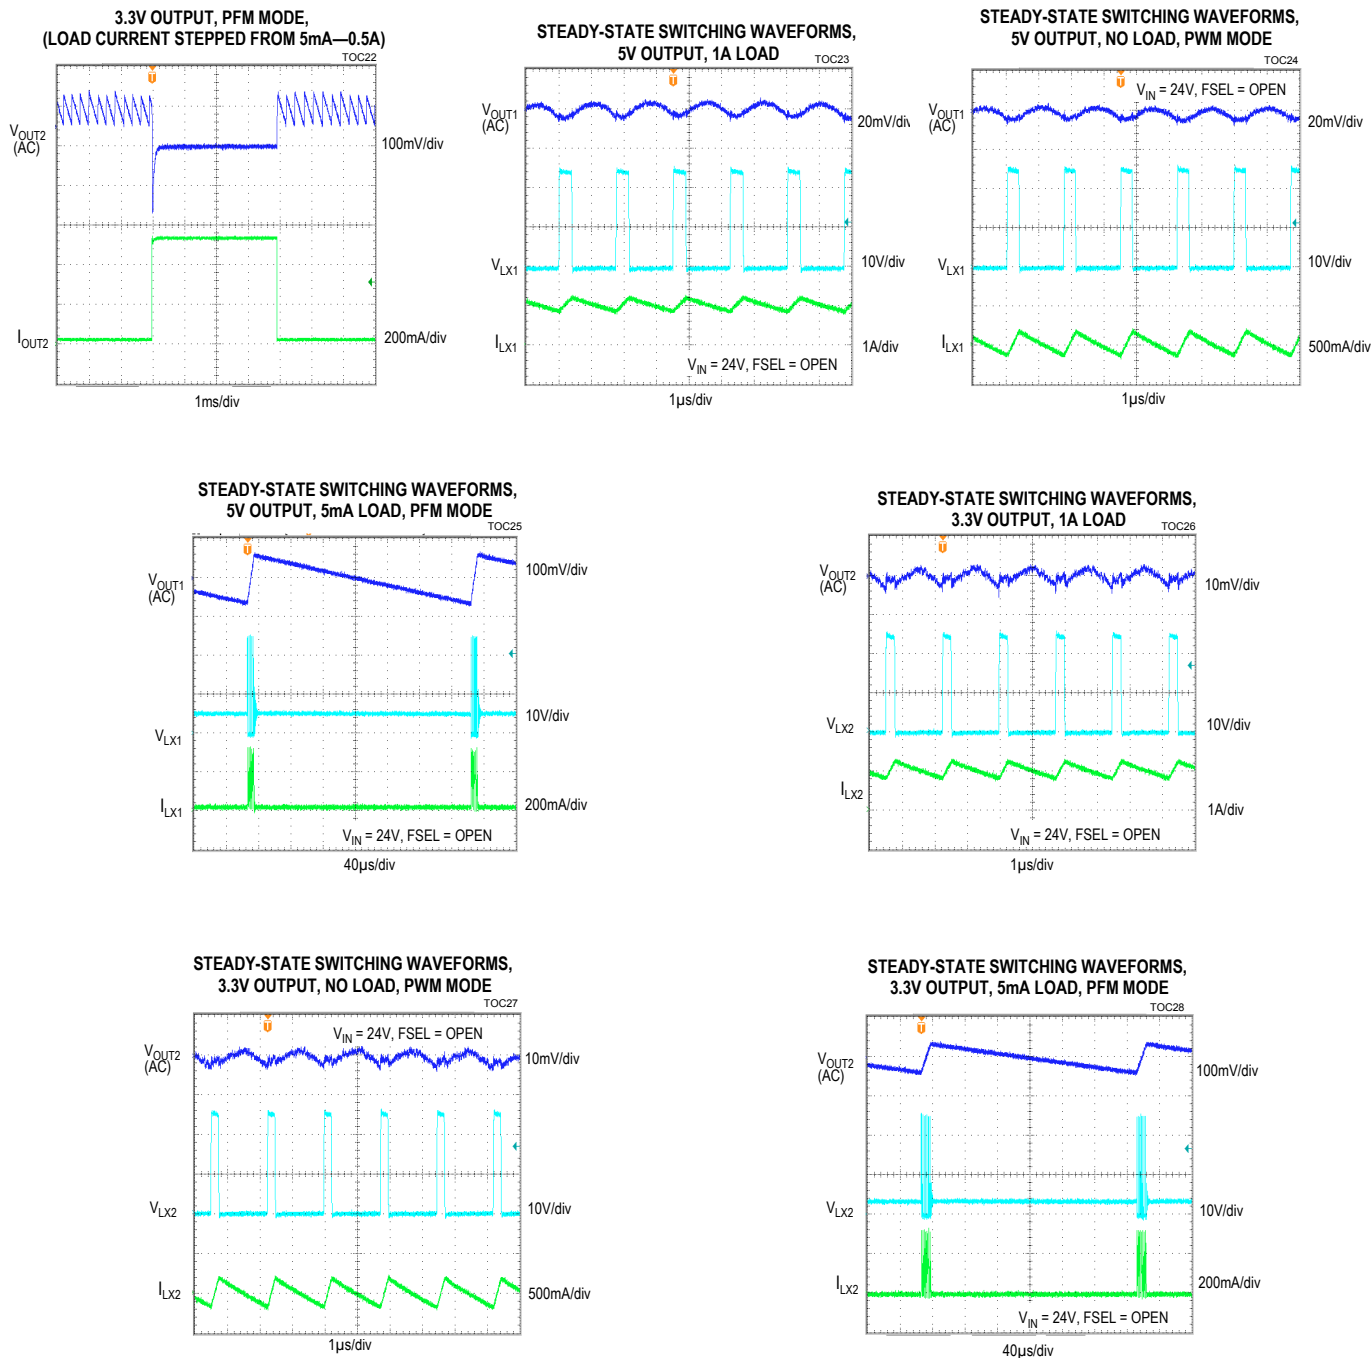 3.3V OUTPUT, PFM MODE,
(LOAD CURRENT STEPPED FROM 5mA—0.5A)
TOC22
T
VOUT2
(AC)
100mV/div
IOUT2
200mA/div
1ms/div
STEADY-STATE SWITCHING WAVEFORMS,
5V OUTPUT, 1A LOAD
TOC23
T
VOUT1
(AC)
20mV/div
VLX1
10V/div
ILX1
1A/div
VIN = 24V, FSEL = OPEN
1µs/div
STEADY-STATE SWITCHING WAVEFORMS,
5V OUTPUT, NO LOAD, PWM MODE
TOC24
T
VIN = 24V, FSEL = OPEN
VOUT1
(AC)
20mV/div
VLX1
10V/div
ILX1
500mA/div
1µs/div
STEADY-STATE SWITCHING WAVEFORMS,
5V OUTPUT, 5mA LOAD, PFM MODE
TOC25
T
VOUT1
(AC)
100mV/div
VLX1
10V/div
ILX1
200mA/div
VIN = 24V, FSEL = OPEN
40µs/div
STEADY-STATE SWITCHING WAVEFORMS,
3.3V OUTPUT, 1A LOAD
TOC26
T
VOUT2
(AC)
10mV/div
VLX2
10V/div
ILX2
1A/div
VIN = 24V, FSEL = OPEN
1µs/div
STEADY-STATE SWITCHING WAVEFORMS,
3.3V OUTPUT, NO LOAD, PWM MODE
TOC27
T
VIN = 24V, FSEL = OPEN
VOUT2
(AC)
10mV/div
VLX2
10V/div
ILX2
500mA/div
1µs/div
STEADY-STATE SWITCHING WAVEFORMS,
3.3V OUTPUT, 5mA LOAD, PFM MODE
TOC28
T
VOUT2
(AC)
100mV/div
VLX2
10V/div
ILX2
200mA/div
VIN = 24V, FSEL = OPEN
40µs/div